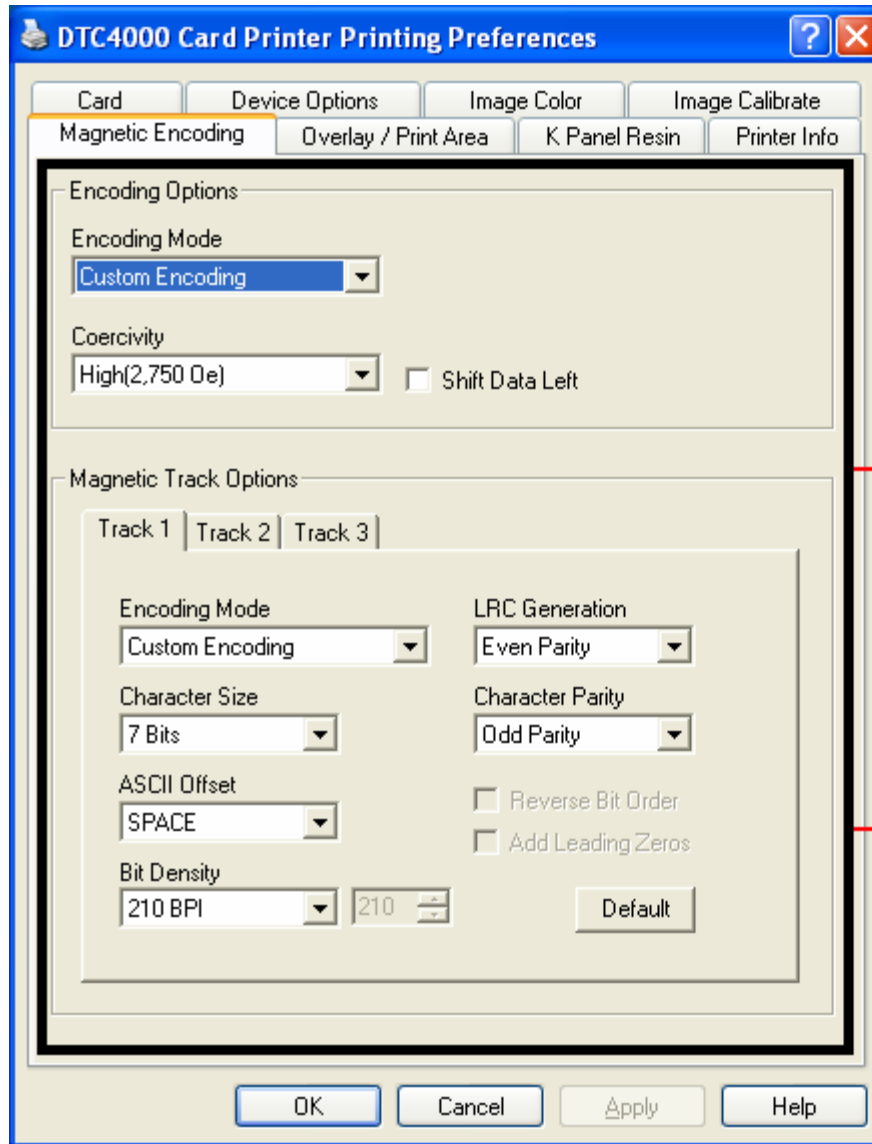 DTC4000 Card Printer Printing Preferences
Card Device Options Image Color Image Calibrate
Magnetic Encoding Overlay / Print Area K Panel Resin Printer Info
Encoding Options
Encoding Mode
Custom Encoding
Coercivity
High(2,750 Oe) Shift Data Left
Magnetic Track Options
Track 1 Track 2 Track 3
Encoding Mode LRC Generation
Custom Encoding Even Parity
Character Size Character Parity
7 Bits Odd Parity
ASCII Offset Reverse Bit Order
SPACE Add Leading Zeros
Bit Density
210 BPI 210 Default
OK Cancel Apply Help